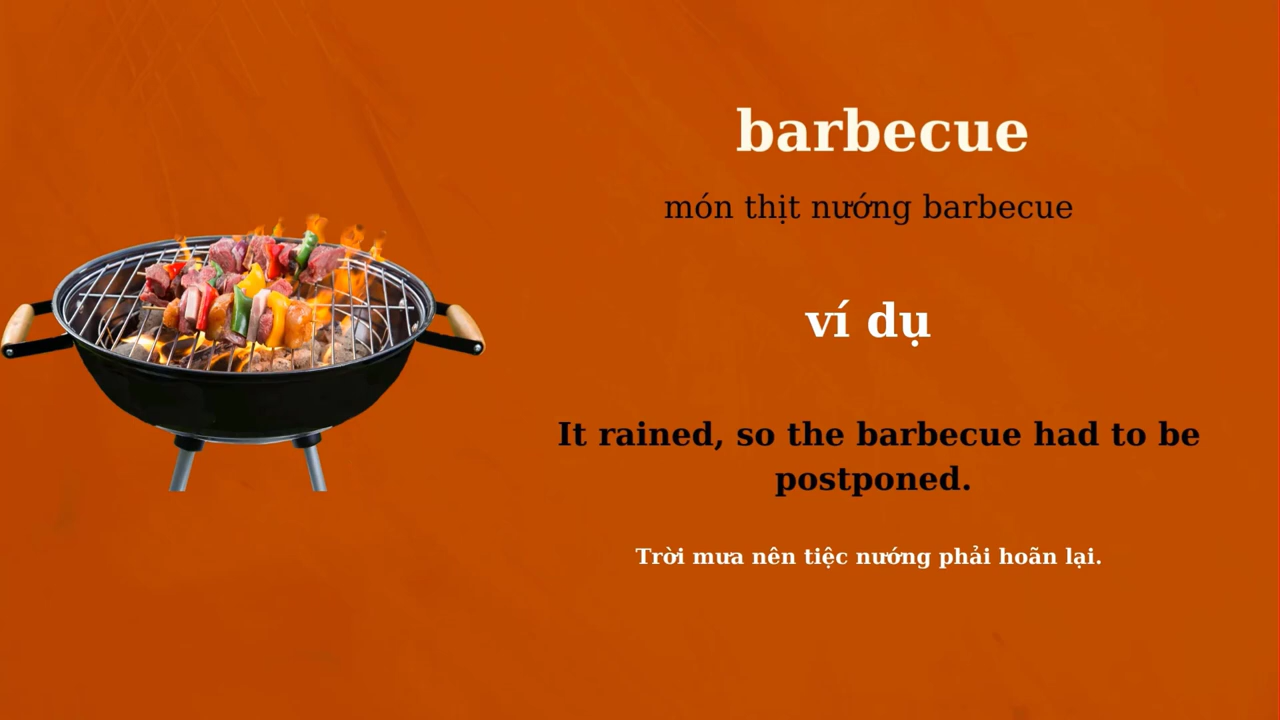 barbecue
món thịt nướng barbecue
ví dụ
It rained, so the barbecue had to be
postponed.
Trời mưa nên tiệc nướng phải hoãn lại.